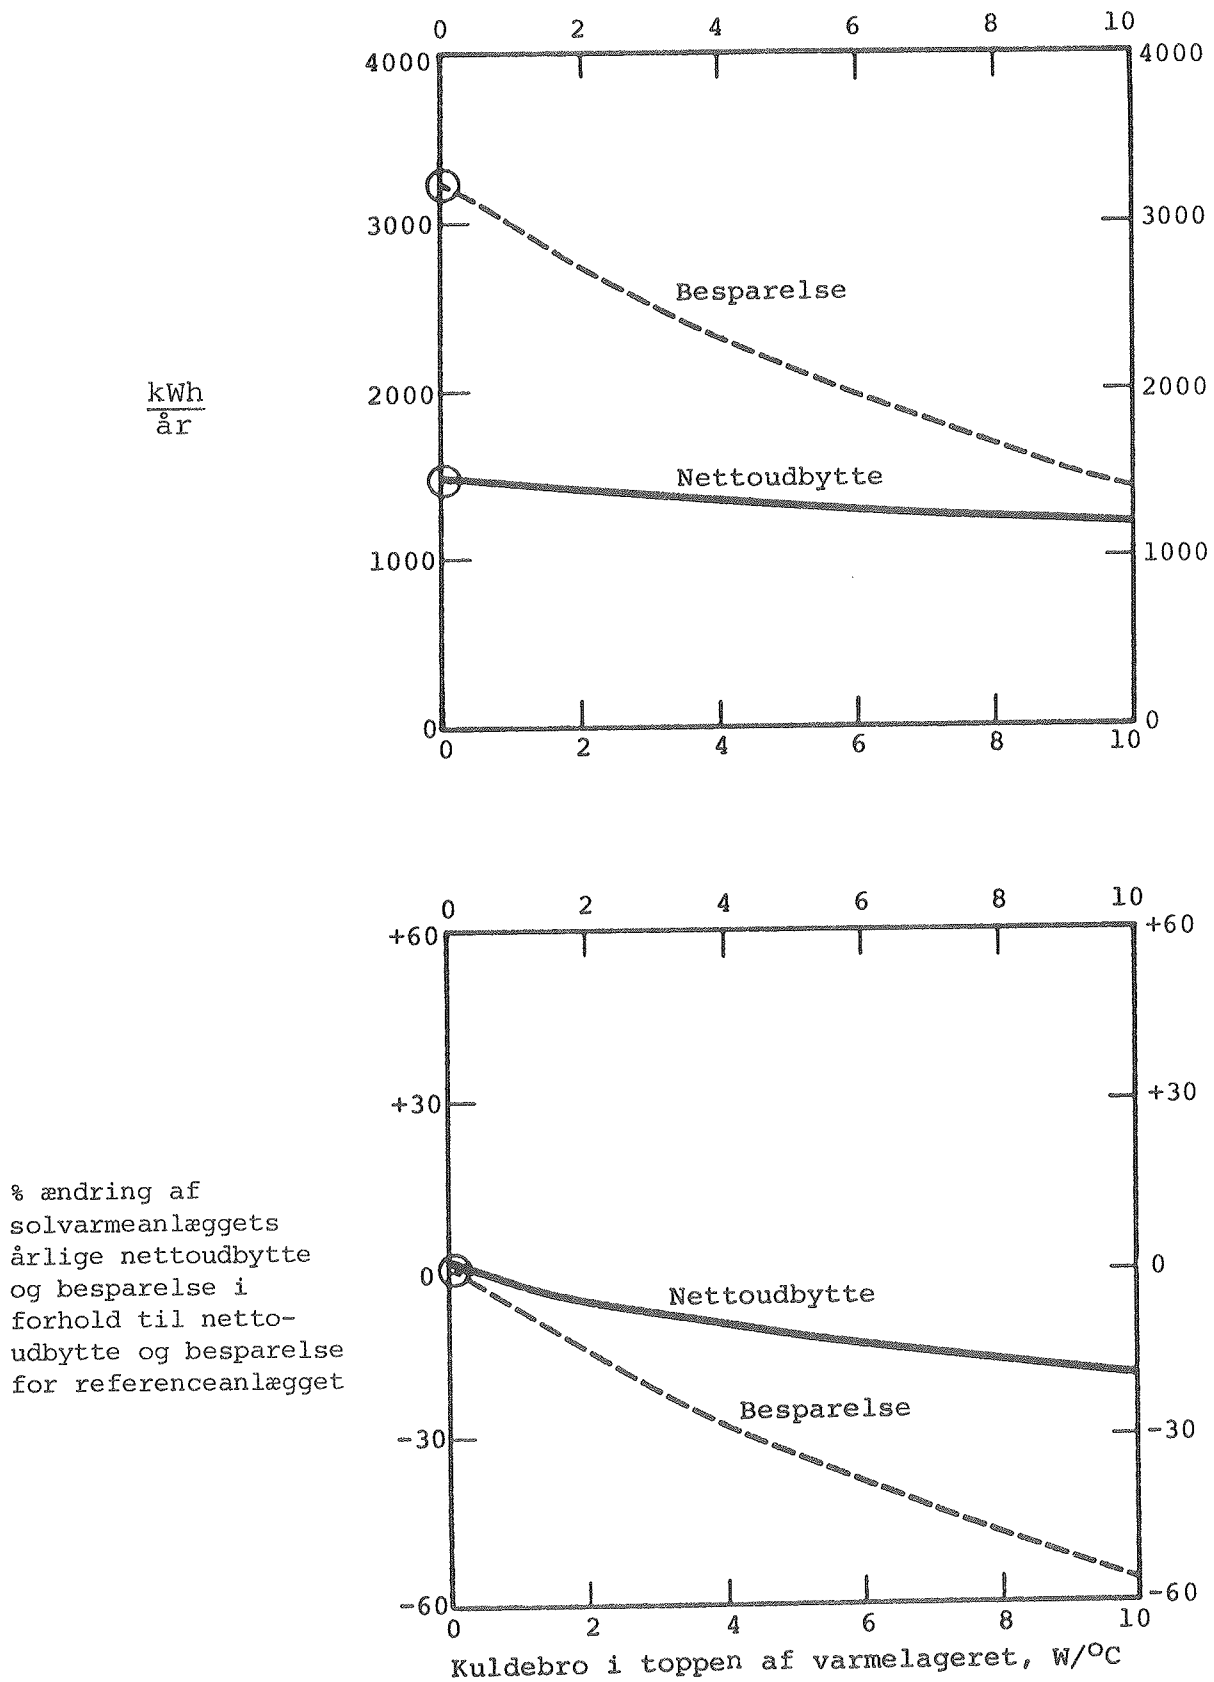 0 2 4 6 8 10
4000 4000
3000 3000
Besparelse
2000 2000
kWh
år
Nettoudbytte
1000 1000
0 0
0 2 4 6 8 10
0 2 4 6 8 10
+60 +60
+30 +30
% ændring af
solvarmeanlæggets
årlige nettoudbytte
og besparelse i
forhold til netto-
udbytte og besparelse
for referenceanlægget
0 0
Nettoudbytte
Besparelse
-30 -30
-60 -60
0 2 4 6 8 10
Kuldebro i toppen af varmelageret, W/°C